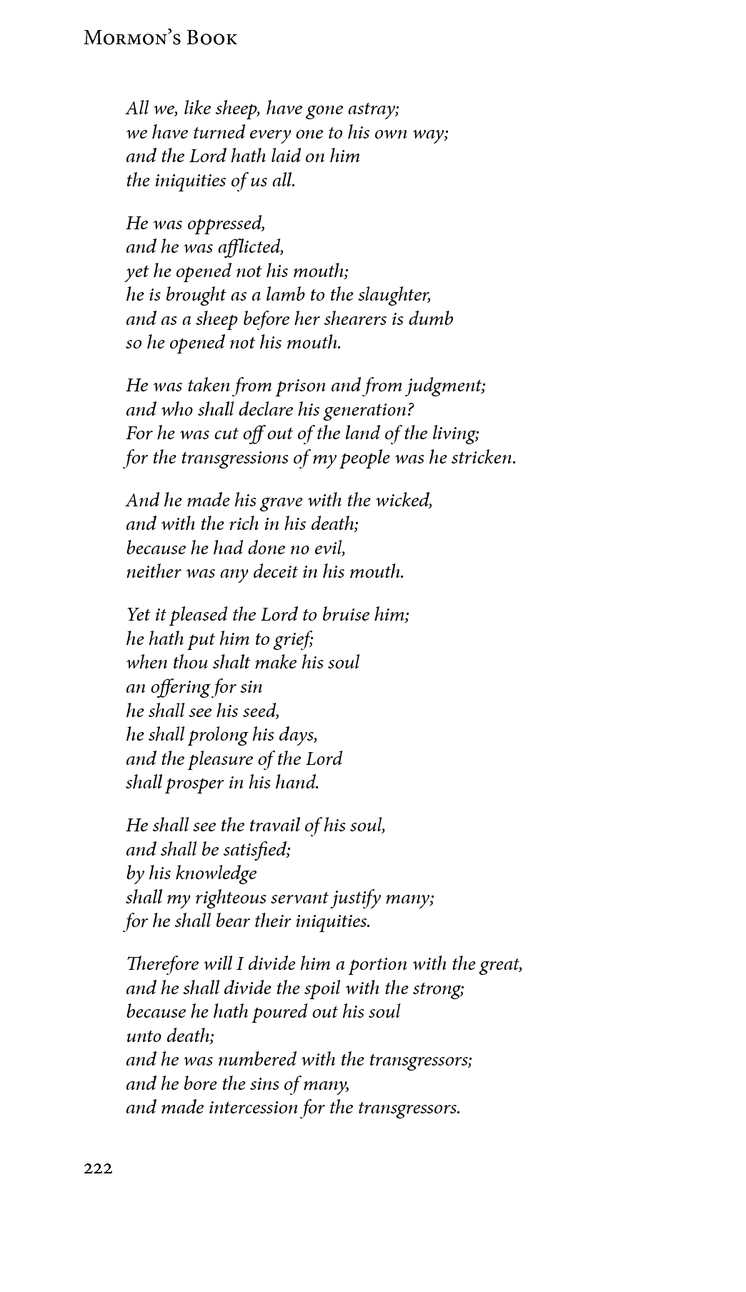 Mormon’s Book
All we, like sheep, have gone astray;
we have turned every one to his own way;
and the Lord hath laid on him
the iniquities of us all.
He was oppressed,
and he was afflicted,
yet he opened not his mouth;
he is brought as a lamb to the slaughter,
and as a sheep before her shearers is dumb
so he opened not his mouth.
He was taken from prison and from judgment;
and who shall declare his generation?
For he was cut off out of the land of the living;
for the transgressions of my people was he stricken.
And he made his grave with the wicked,
and with the rich in his death;
because he had done no evil,
neither was any deceit in his mouth.
Yet it pleased the Lord to bruise him;
he hath put him to grief;
when thou shalt make his soul
an offering for sin
he shall see his seed,
he shall prolong his days,
and the pleasure of the Lord
shall prosper in his hand.
He shall see the travail of his soul,
and shall be satisfied;
by his knowledge
shall my righteous servant justify many;
for he shall bear their iniquities.
Therefore will I divide him a portion with the great,
and he shall divide the spoil with the strong;
because he hath poured out his soul
unto death;
and he was numbered with the transgressors;
and he bore the sins of many,
and made intercession for the transgressors.
222